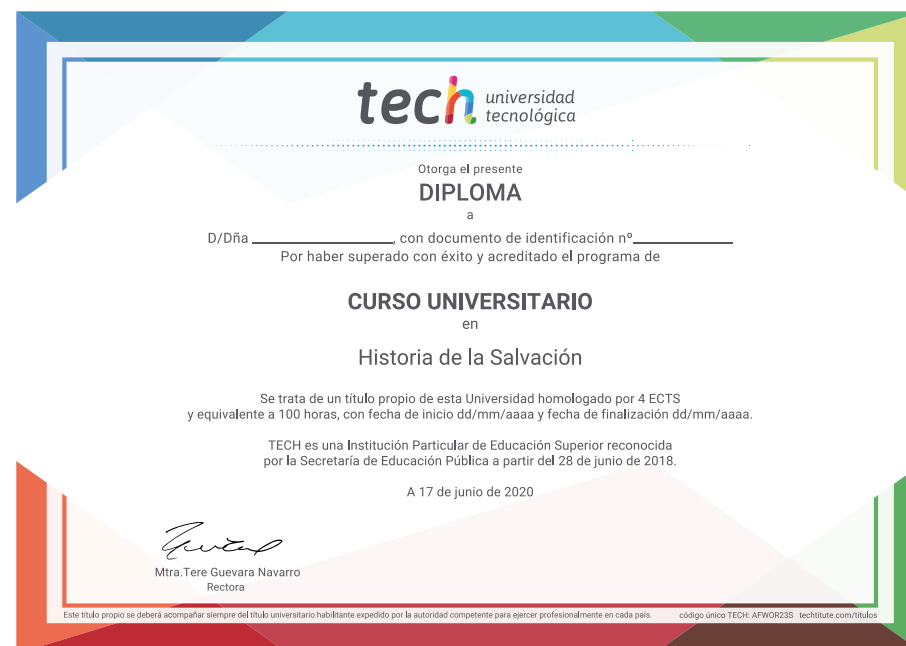 tech universidad
tecnológica
Otorga el presente
DIPLOMA
a
D/Dña ____________________, con documento de identificación nº______________
Por haber superado con éxito y acreditado el programa de
CURSO UNIVERSITARIO
en
Historia de la Salvación
Se trata de un título propio de esta Universidad homologado por 4 ECTS
y equivalente a 100 horas, con fecha de inicio dd/mm/aaaa y fecha de finalización dd/mm/aaaa.
TECH es una Institución Particular de Educación Superior reconocida
por la Secretaría de Educación Pública a partir del 28 de junio de 2018.
A 17 de junio de 2020
Mtra.Tere Guevara Navarro
Rectora
Este título propio se deberá acompañar siempre del título universitario habilitante expedido por la autoridad competente para ejercer profesionalmente en cada país. código único TECH: AFWOR23S techtitute.com/titulos